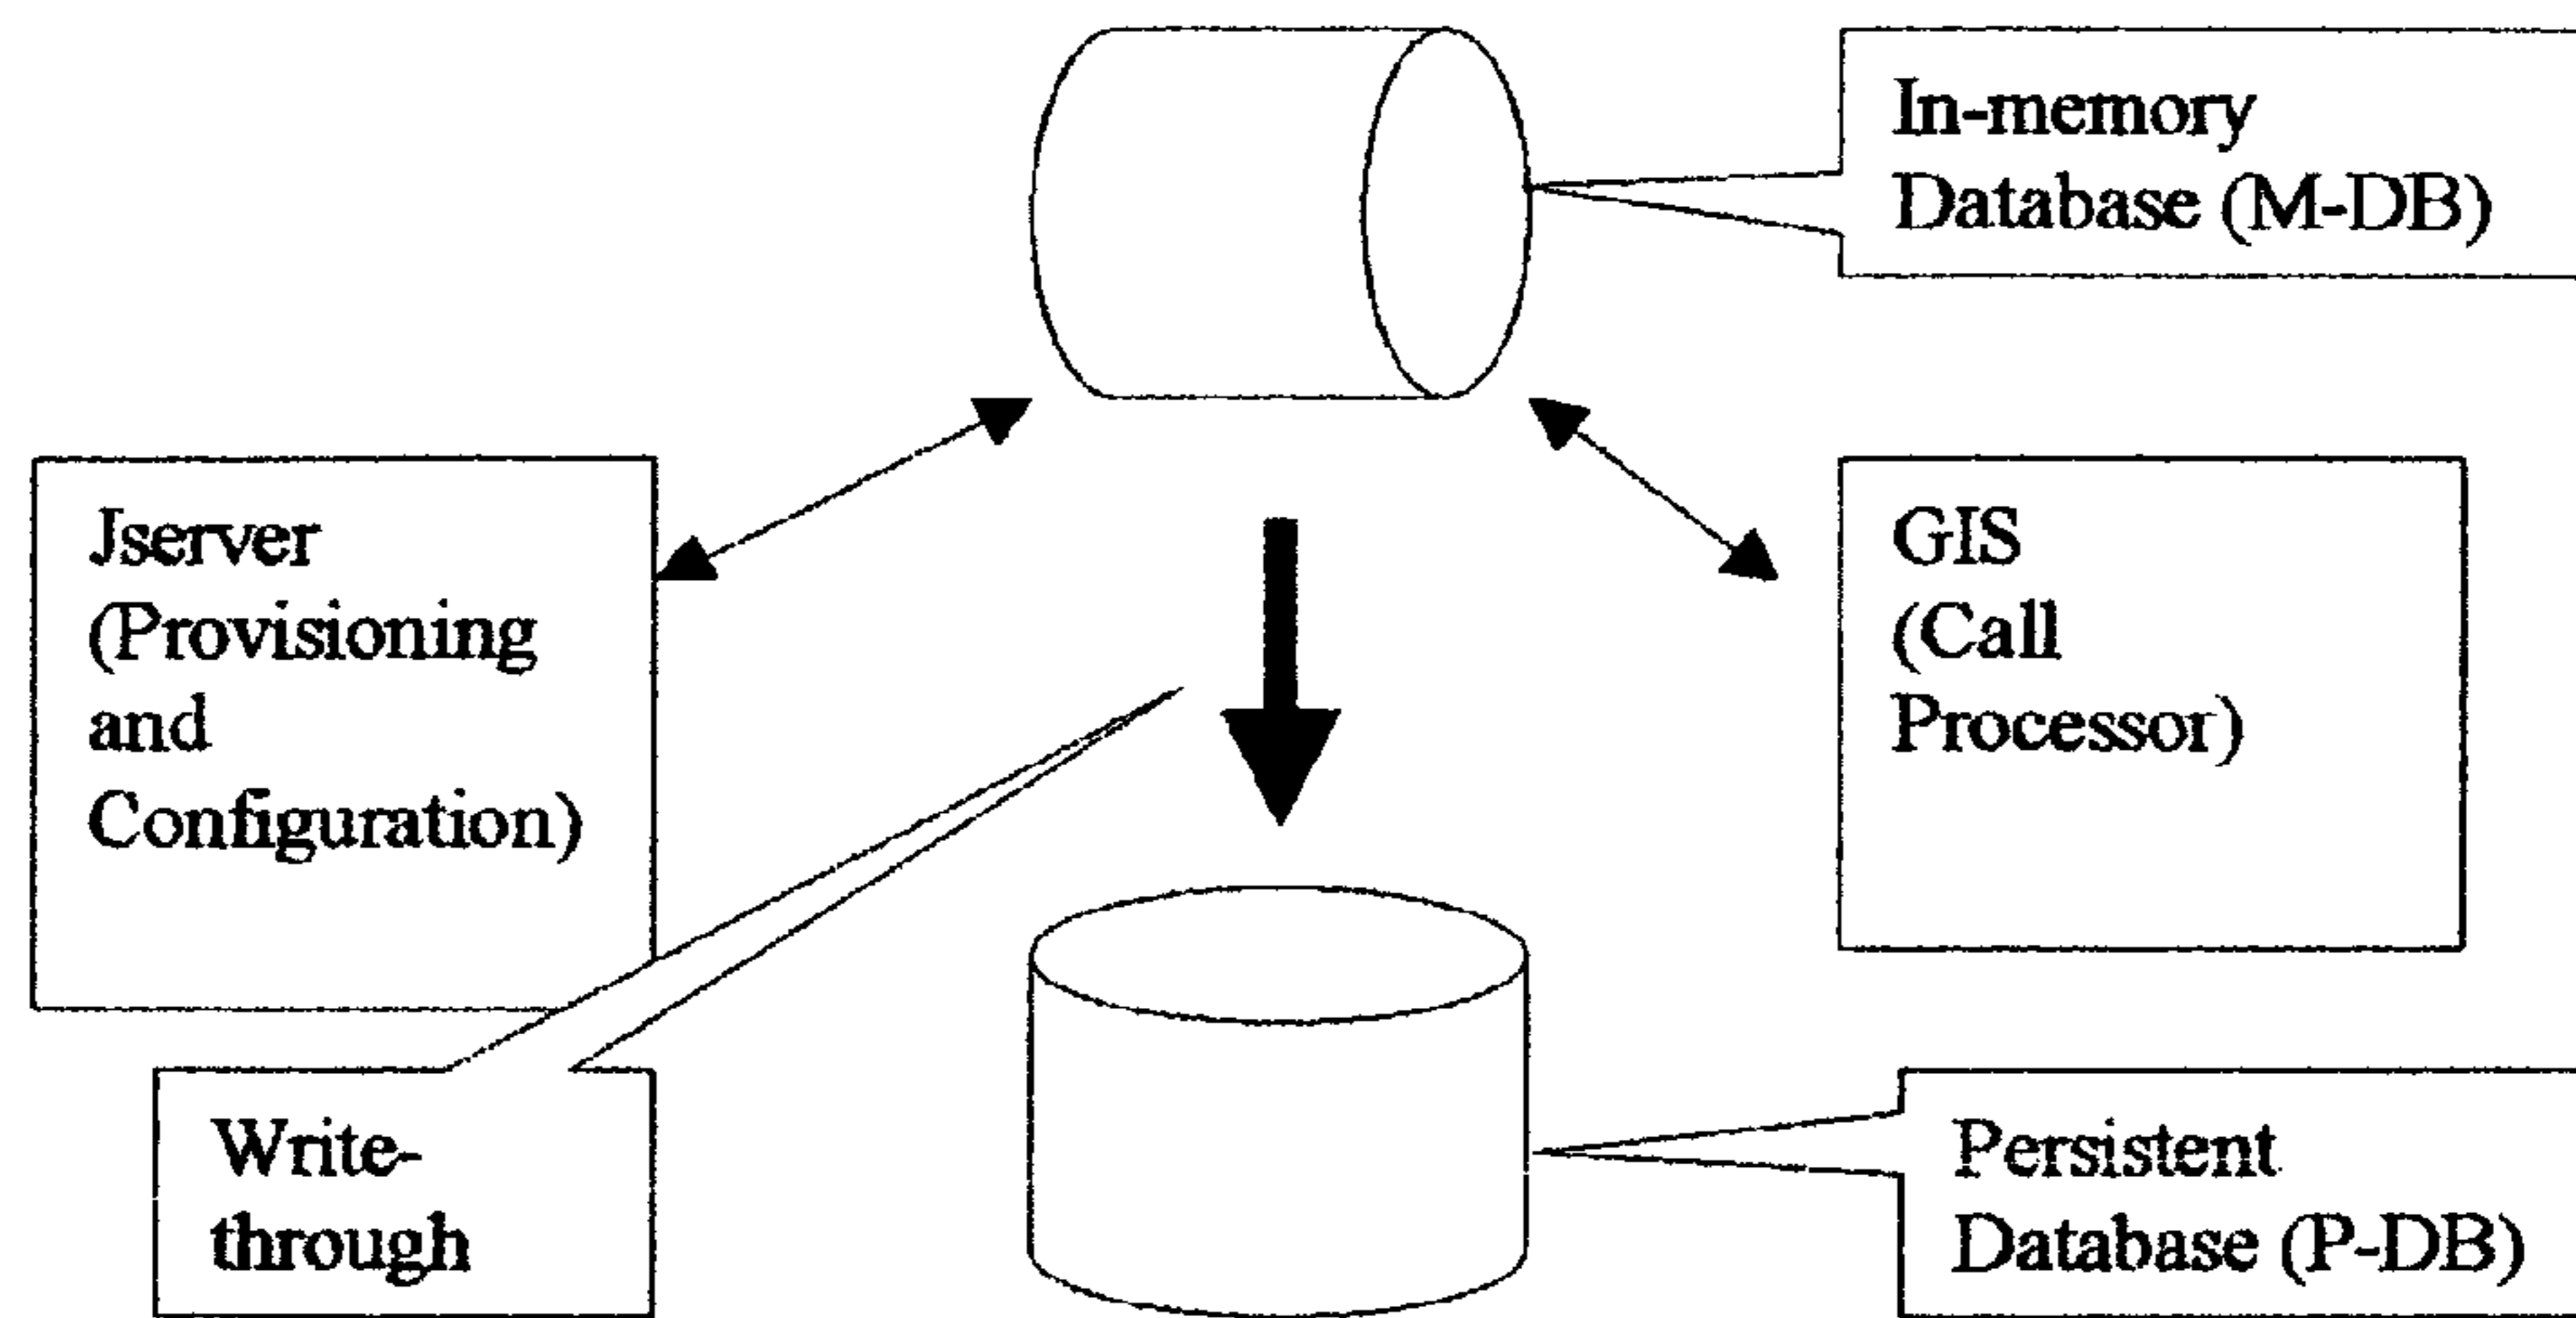 In-memory
Database (M-DB)
Jserver
(Provisioning
and
Configuration)
GIS
(Call
Processor)
Write-
through
Persistent
Database (P-DB)